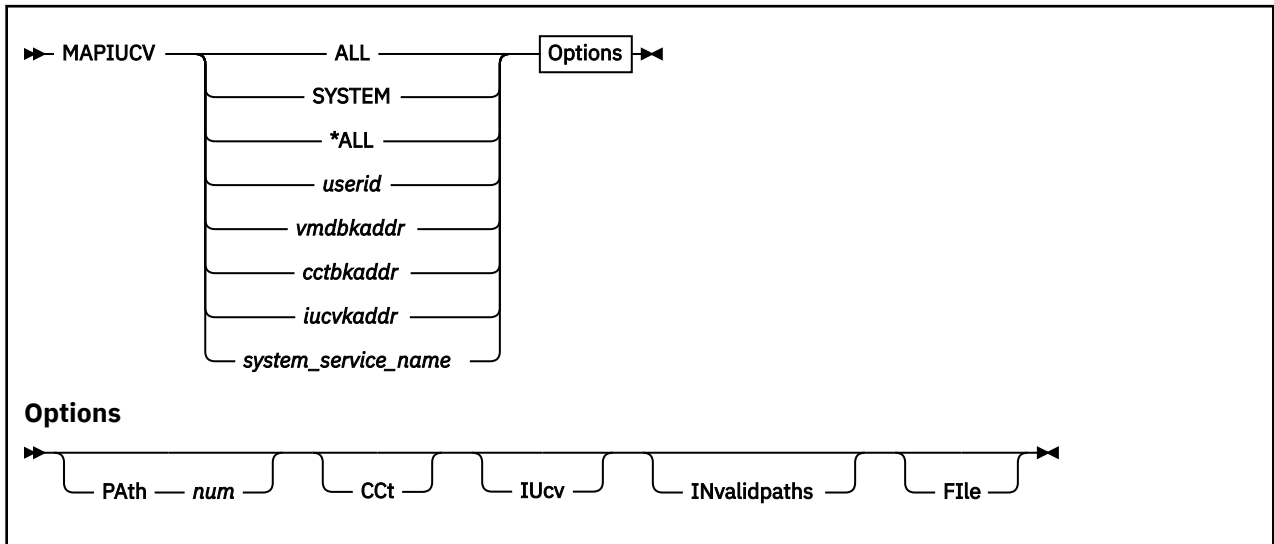 MAPIUCV ALL Options
SYSTEM
*ALL
userid
vmdbkaddr
cctbkaddr
iucvkaddr
system_service_name
Options
PAth num CCt IUcv INvalidpaths FIle